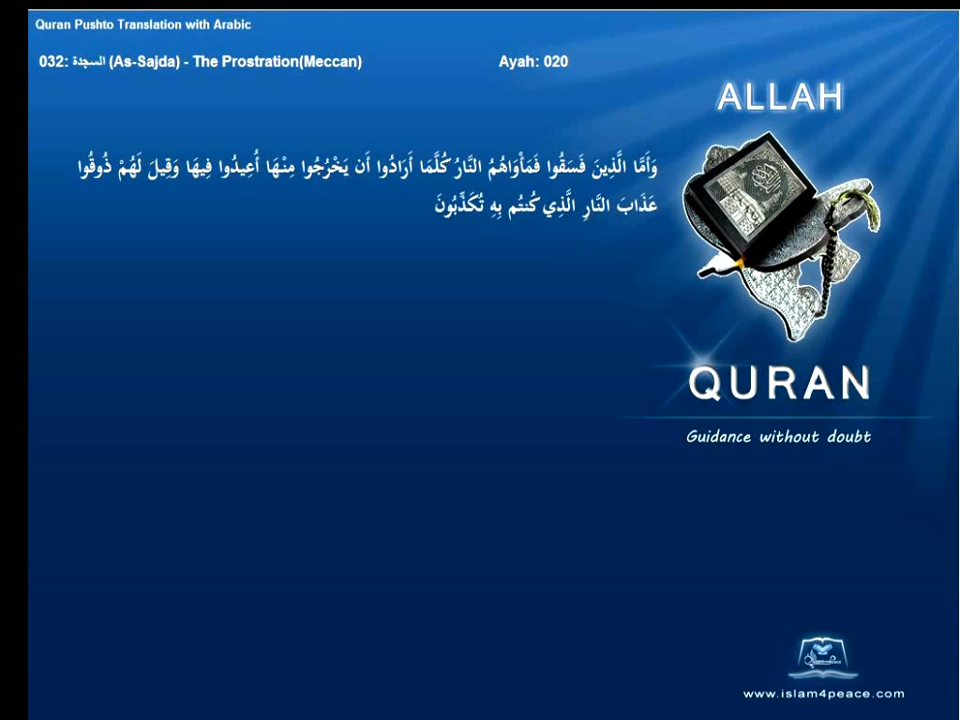 Quran Pushto Translation with Arabic
032: السجدة (As-Sajda) - The Prostration(Meccan) Ayah: 020
ALLAH
وَأَمَّا الَّذِينَ فَسَقُوا فَمَأْوَاهُمُ النَّارُ كُلَّمَا أَرَادُوا أَن يَخْرُجُوا مِنْهَا أُعِيدُوا فِيهَا وَقِيلَ لَهُمْ ذُوقُوا
عَذَابَ النَّارِ الَّذِي كُنتُم بِهِ تُكَذِّبُونَ
QURAN
Guidance without doubt
www.islam4peace.com